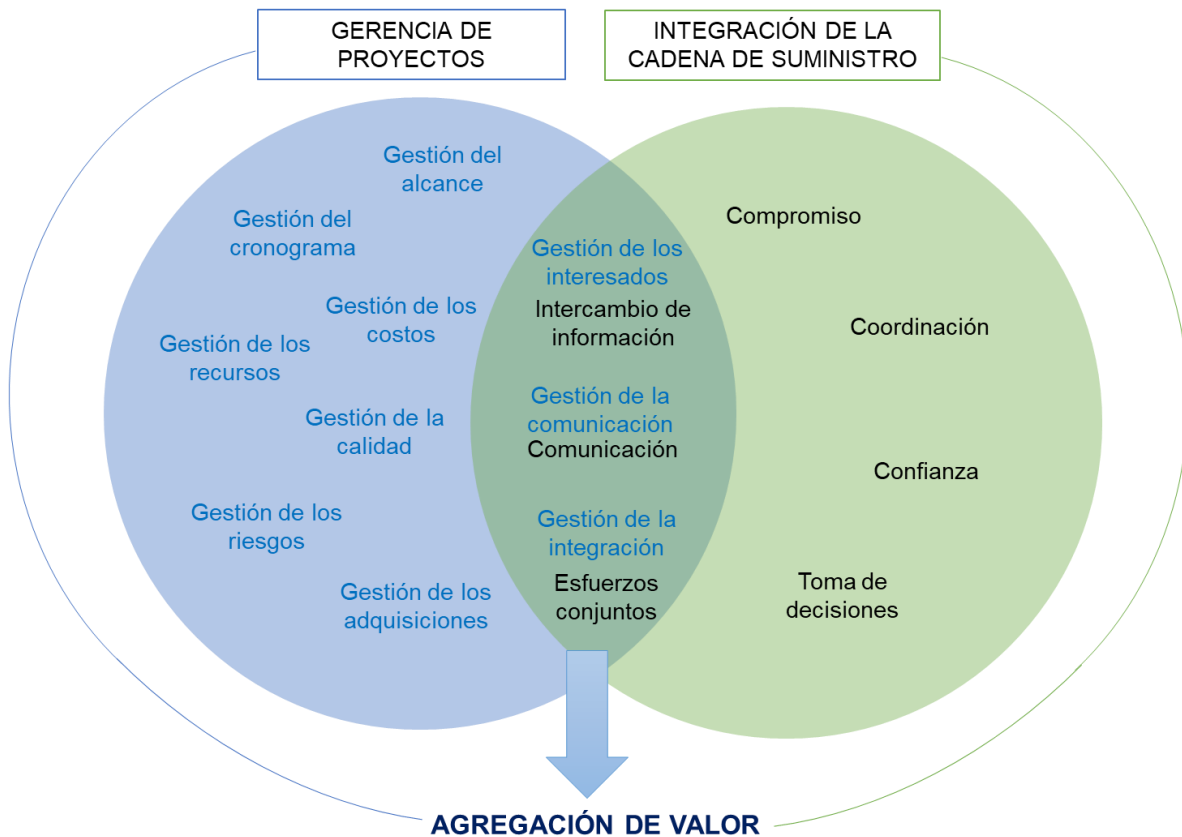 GERENCIA DE
PROYECTOS
INTEGRACIÓN DE LA
CADENA DE SUMINISTRO
Gestión del
alcance
Gestión del
cronograma
Gestión de los
costos
Gestión de los
recursos
Gestión de la
calidad
Gestión de los
riesgos
Gestión de los
adquisiciones
Gestión de los
interesados
Intercambio de
información
Gestión de la
comunicación
Comunicación
Gestión de la
integración
Esfuerzos
conjuntos
Compromiso
Coordinación
Confianza
Toma de
decisiones
AGREGACIÓN DE VALOR